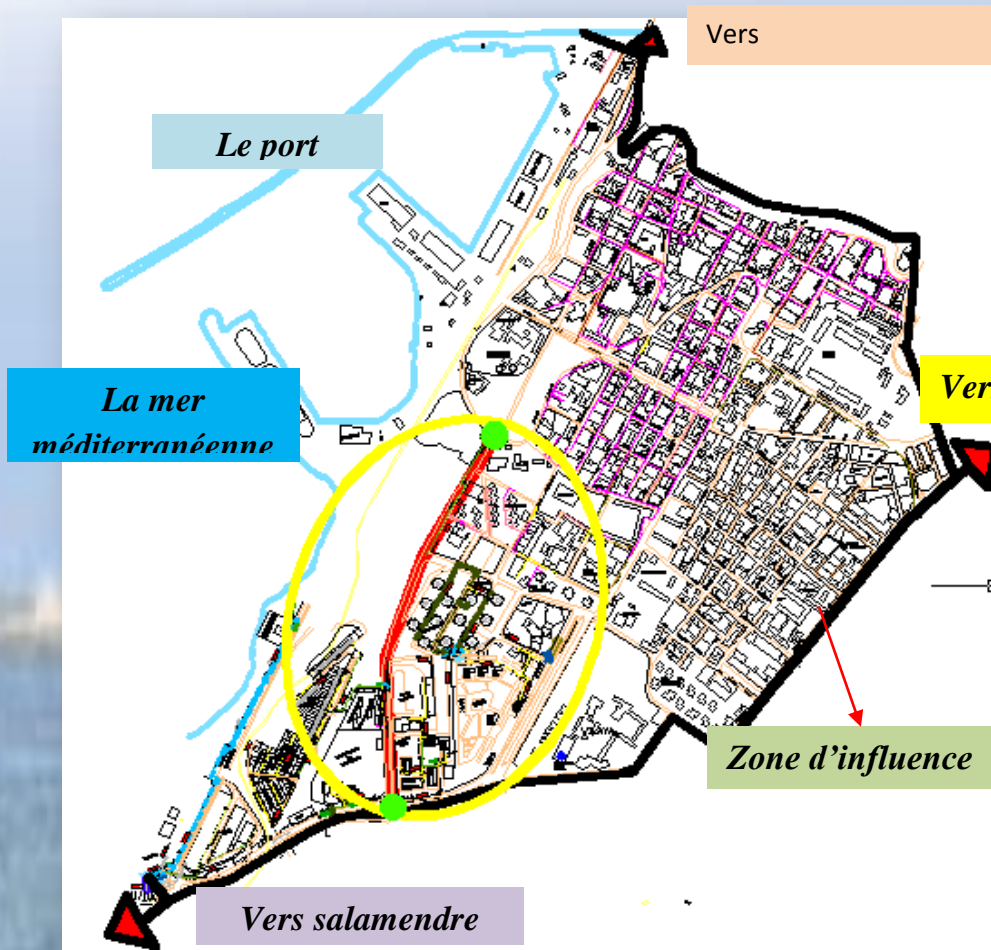 Vers
Le port
La mer
méditerranéenne
Ver
Zone d'influence
Vers salamendre